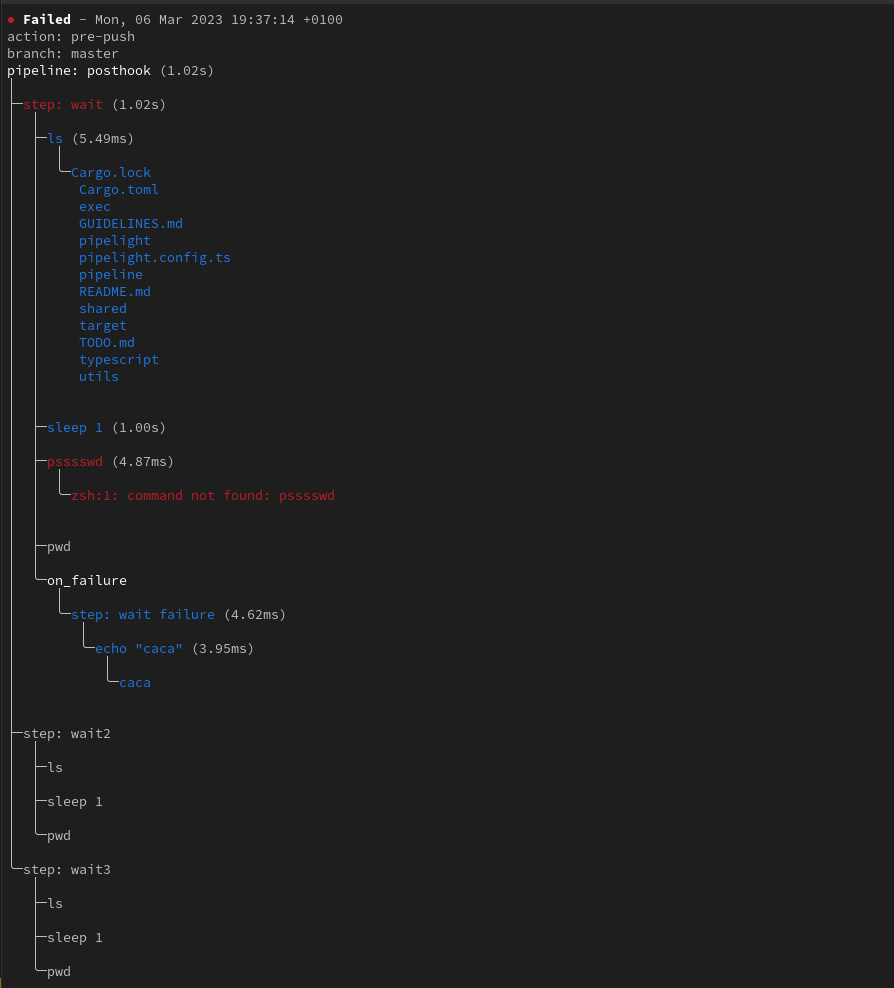 ● Failed - Mon, 06 Mar 2023 19:37:14 +0100
action: pre-push
branch: master
pipeline: posthook (1.02s)
step: wait (1.02s)
ls (5.49ms)
Cargo.lock
Cargo.toml
exec
GUIDELINES.md
pipelight
pipelight.config.ts
pipeline
README.md
shared
target
TODO.md
typescript
utils
sleep 1 (1.00s)
psssswd (4.87ms)
zsh:1: command not found: psssswd
pwd
on_failure
step: wait failure (4.62ms)
echo "caca" (3.95ms)
caca
step: wait2
ls
sleep 1
pwd
step: wait3
ls
sleep 1
pwd